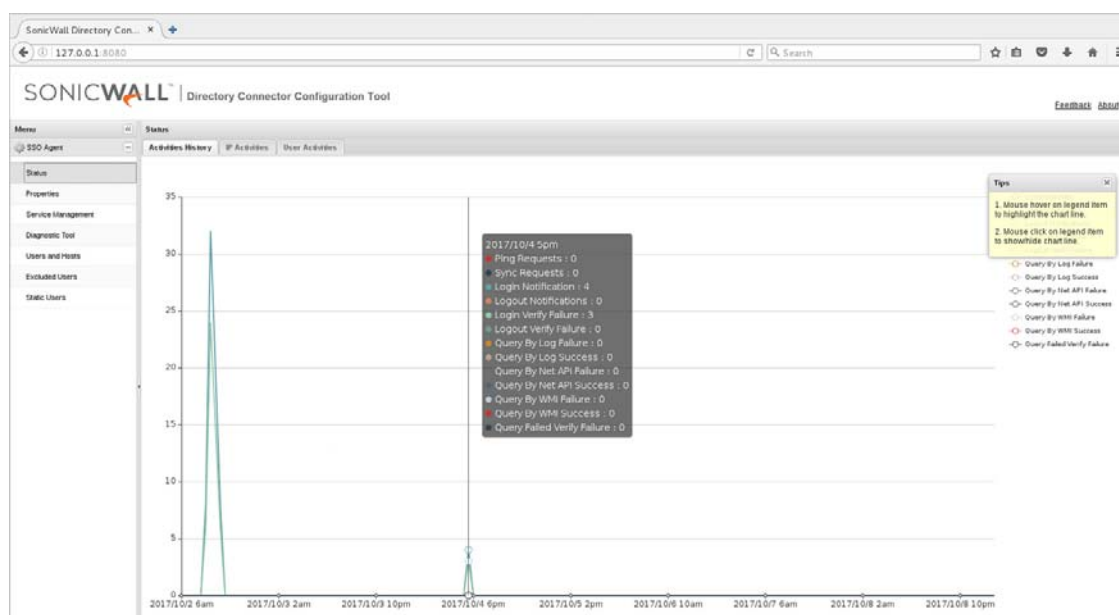 SonicWall Directory Con...
127.0.0.1:8080
Search
SONICWALL™ | Directory Connector Configuration Tool
Feedback About
Menu
Status
SSO Agent
Activities History
IP Activities
User Activities
Status
Properties
Service Management
Diagnostic Tool
Users and Hosts
Excluded Users
Static Users
Tips
1. Mouse hover on legend item
to highlight the chart line.
2. Mouse click on legend item
to show/hide chart line.
Query By Log Failure
Query By Log Success
Query By Net API Failure
Query By Net API Success
Query By WMI Failure
Query By WMI Success
Query Failed Verify Failure
2017/10/4 5pm
Ping Requests : 0
Sync Requests : 0
Login Notification : 4
Logout Notifications : 0
Login Verify Failure : 3
Logout Verify Failure : 0
Query By Log Failure : 0
Query By Log Success : 0
Query By Net API Failure : 0
Query By Net API Success : 0
Query By WMI Failure : 0
Query By WMI Success : 0
Query Failed Verify Failure : 0
35
30
25
20
15
10
5
0
2017/10/2 6am 2017/10/3 2am 2017/10/3 10pm 2017/10/4 6pm 2017/10/5 2pm 2017/10/6 10am 2017/10/7 6am 2017/10/8 2am 2017/10/8 10pm